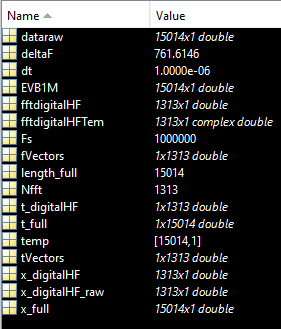 Name Value
dataraw 15014x1 double
deltaF 761.6146
dt 1.0000e-06
EVB1M 15014x1 double
fftdigitalHF 1313x1 double
fftdigitalHFTem 1313x1 complex double
Fs 1000000
fVectors 1x1313 double
length_full 15014
Nfft 1313
t_digitalHF 1x1313 double
t_full 1x15014 double
temp [15014,1]
tVectors 1x1313 double
x_digitalHF 1313x1 double
x_digitalHF_raw 1313x1 double
x_full 15014x1 double